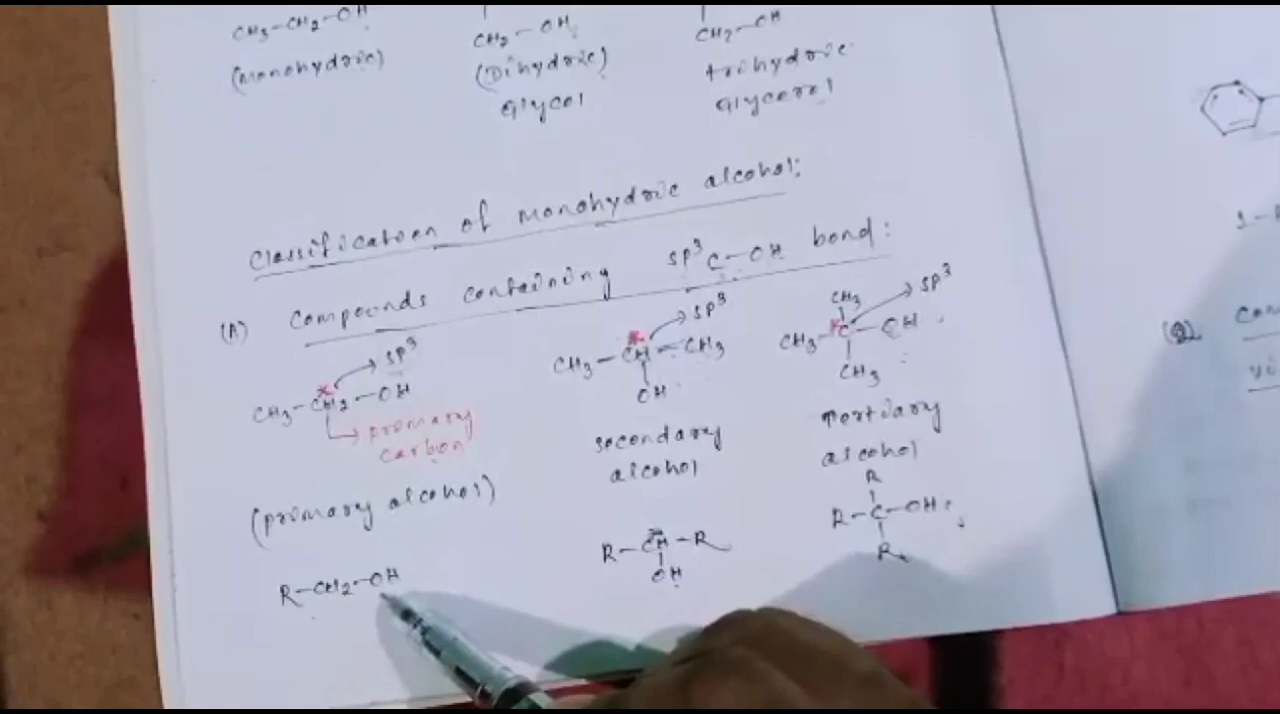 CH3-CH2-OH
(Monohydric)
CH2-OH
(Dihydric)
Glycol
CH2-OH
trihydric
Glycerol
Classification of monohydric alcohol:
(A) Compounds containing SP3 C-OH bond:
SP3
CH3-CH2-OH
primary
carbon
(primary alcohol)
R-CH2-OH
SP3
CH3-CH-CH3
OH
secondary
alcohol
R-CH-R
OH
SP3
CH3
CH3-C-OH
CH3
Tertiary
alcohol
R
R-C-OH
R